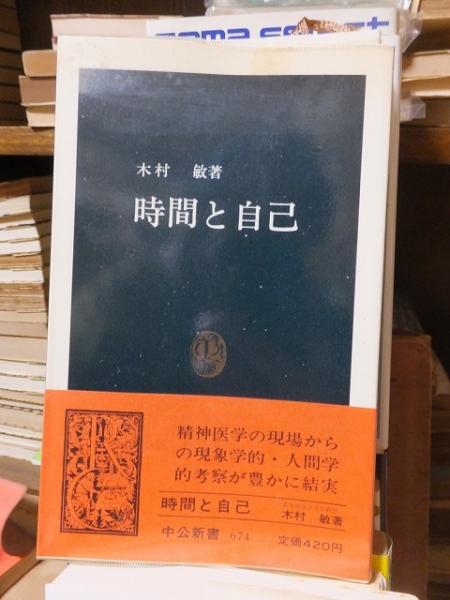 木村 敏著
時間と自己
精神医学の現場から
の現象学的・人間学
的考察が豊かに結実
時間と自己
木村 敏著
中公新書 674
定価420円